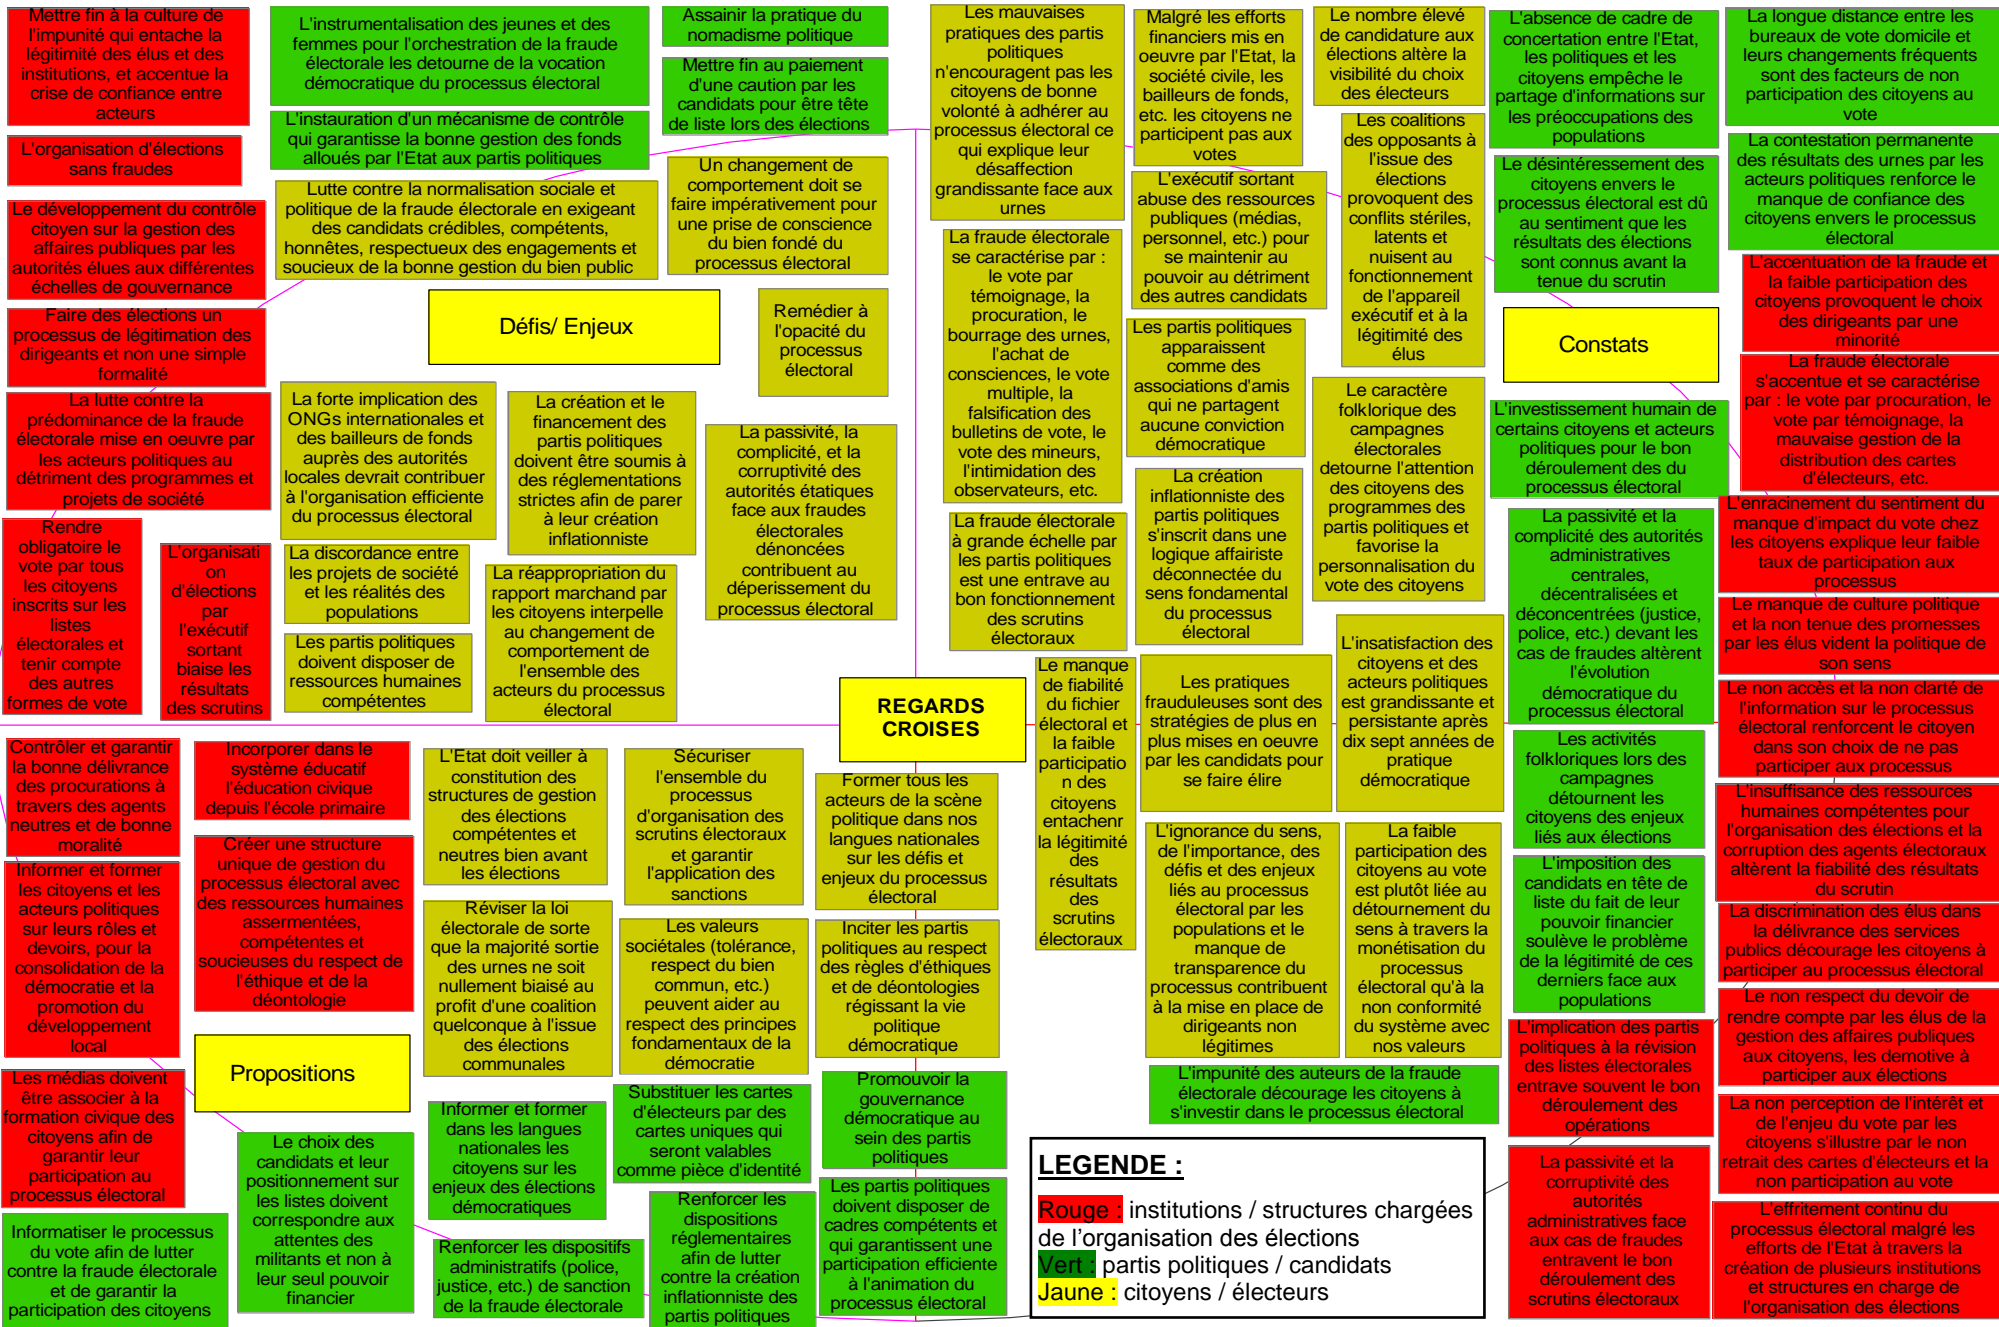 Mettre fin à la culture de
l'impunité qui entache la
légitimité des élus et des
institutions, et accentue la
crise de confiance entre
acteurs
L'organisation d'élections
sans fraudes
Le développement du contrôle
citoyen sur la gestion des
affaires publiques par les
autorités élues aux différentes
échelles de gouvernance
Faire des élections un
processus de légitimation des
dirigeants et non une simple
formalité
La lutte contre la
prédominance de la fraude
électorale mise en oeuvre par
les acteurs politiques au
détriment des programmes et
projets de société
Rendre
obligatoire le
vote par tous
les citoyens
inscrits sur les
listes
électorales et
tenir compte
des autres
formes de vote
L'organisati
on
d'élections
par
l'exécutif
sortant
biaise les
résultats
des scrutins
L'instrumentalisation des jeunes et des
femmes pour l'orchestration de la fraude
électorale les detourne de la vocation
démocratique du processus électoral
L'instauration d'un mécanisme de contrôle
qui garantisse la bonne gestion des fonds
alloués par l'Etat aux partis politiques
Assainir la pratique du
nomadisme politique
Mettre fin au paiement
d'une caution par les
candidats pour être tête
de liste lors des élections
Lutte contre la normalisation sociale et
politique de la fraude électorale en exigeant
des candidats crédibles, compétents,
honnêtes, respectueux des engagements et
soucieux de la bonne gestion du bien public
Un changement de
comportement doit se
faire impérativement pour
une prise de conscience
du bien fondé du
processus électoral
Défis/ Enjeux
Remédier à
l'opacité du
processus
électoral
La forte implication des
ONGs internationales et
des bailleurs de fonds
auprès des autorités
locales devrait contribuer
à l'organisation efficiente
du processus électoral
La création et le
financement des
partis politiques
doivent être soumis à
des réglementations
strictes afin de parer
à leur création
inflationniste
La passivité, la
complicité, et la
corruptivité des
autorités étatiques
face aux fraudes
électorales
dénoncées
contribuent au
déperissement du
processus électoral
La discordance entre
les projets de société
et les réalités des
populations
Les partis politiques
doivent disposer de
ressources humaines
compétentes
La réappropriation du
rapport marchand par
les citoyens interpelle
au changement de
comportement de
l'ensemble des
acteurs du processus
électoral
Les mauvaises
pratiques des partis
politiques
n'encouragent pas les
citoyens de bonne
volonté à adhérer au
processus électoral ce
qui explique leur
désaffection
grandissante face aux
urnes
Malgré les efforts
financiers mis en
oeuvre par l'Etat, la
société civile, les
bailleurs de fonds,
etc. les citoyens ne
participent pas aux
votes
Le nombre élevé
de candidature aux
élections altère la
visibilité du choix
des électeurs
Les coalitions
des opposants à
l'issue des
élections
provoquent des
conflits stériles,
latents et
nuisent au
fonctionnement
de l'appareil
exécutif et à la
légitimité des
élus
L'exécutif sortant
abuse des ressources
publiques (médias,
personnel, etc.) pour
se maintenir au
pouvoir au détriment
des autres candidats
La fraude électorale
se caractérise par :
le vote par
témoignage, la
procuration, le
bourrage des urnes,
l'achat de
consciences, le vote
multiple, la
falsification des
bulletins de vote, le
vote des mineurs,
l'intimidation des
observateurs, etc.
Les partis politiques
apparaissent
comme des
associations d'amis
qui ne partagent
aucune conviction
démocratique
Le caractère
folklorique des
campagnes
électorales
detourne l'attention
des citoyens des
programmes des
partis politiques et
favorise la
personnalisation du
vote des citoyens
La création
inflationniste des
partis politiques
s'inscrit dans une
logique affairiste
déconnectée du
sens fondamental
du processus
électoral
La fraude électorale
à grande échelle par
les partis politiques
est une entrave au
bon fonctionnement
des scrutins
électoraux
L'absence de cadre de
concertation entre l'Etat,
les politiques et les
citoyens empêche le
partage d'informations sur
les préoccupations des
populations
Le désintéressement des
citoyens envers le
processus électoral est dû
au sentiment que les
résultats des élections
sont connus avant la
tenue du scrutin
La longue distance entre les
bureaux de vote domicile et
leurs changements fréquents
sont des facteurs de non
participation des citoyens au
vote
La contestation permanente
des résultats des urnes par les
acteurs politiques renforce le
manque de confiance des
citoyens envers le processus
électoral
Constats
L'accentuation de la fraude et
la faible participation des
citoyens provoquent le choix
des dirigeants par une
minorité
La fraude électorale
s'accentue et se caractérise
par : le vote par procuration, le
vote par témoignage, la
mauvaise gestion de la
distribution des cartes
d'électeurs, etc.
L'investissement humain de
certains citoyens et acteurs
politiques pour le bon
déroulement des du
processus électoral
L'enracinement du sentiment du
manque d'impact du vote chez
les citoyens explique leur faible
taux de participation aux
processus
La passivité et la
complicité des autorités
administratives
centrales,
décentralisées et
déconcentrées (justice,
police, etc.) devant les
cas de fraudes altèrent
l'évolution
démocratique du
processus électoral
Le manque de culture politique
et la non tenue des promesses
par les élus vident la politique de
son sens
REGARDS
CROISES
Le manque
de fiabilité
du fichier
électoral et
la faible
participatio
n des
citoyens
entachenr
la légitimité
des
résultats
des
scrutins
électoraux
Les pratiques
frauduleuses sont des
stratégies de plus en
plus mises en oeuvre
par les candidats pour
se faire élire
L'insatisfaction des
citoyens et des
acteurs politiques
est grandissante et
persistante après
dix sept années de
pratique
démocratique
L'ignorance du sens,
de l'importance, des
défis et des enjeux
liés au processus
électoral par les
populations et le
manque de
transparence du
processus contribuent
à la mise en place de
dirigeants non
légitimes
La faible
participation des
citoyens au vote
est plutôt liée au
détournement du
sens à travers la
monétisation du
processus
électoral qu'à la
non conformité
du système avec
nos valeurs
L'impunité des auteurs de la fraude
électorale décourage les citoyens à
s'investir dans le processus électoral
Les activités
folkloriques lors des
campagnes
détournent les
citoyens des enjeux
liés aux élections
L'imposition des
candidats en tête de
liste du fait de leur
pouvoir financier
soulève le problème
de la légitimité de ces
derniers face aux
populations
L'implication des partis
politiques à la révision
des listes électorales
entrave souvent le bon
déroulement des
opérations
La passivité et la
corruptivité des
autorités
administratives face
aux cas de fraudes
entravent le bon
déroulement des
scrutins électoraux
Le non accès et la non clarté de
l'information sur le processus
électoral renforcent le citoyen
dans son choix de ne pas
participer aux processus
L'insuffisance des ressources
humaines compétentes pour
l'organisation des élections et la
corruption des agents électoraux
altèrent la fiabilité des résultats
du scrutin
La discrimination des élus dans
la délivrance des services
publics décourage les citoyens à
participer au processus électoral
Le non respect du devoir de
rendre compte par les élus de la
gestion des affaires publiques
aux citoyens, les demotive à
participer aux élections
La non perception de l'intérêt et
de l'enjeu du vote par les
citoyens s'illustre par le non
retrait des cartes d'électeurs et la
non participation au vote
L'effritement continu du
processus électoral malgré les
efforts de l'Etat à travers la
création de plusieurs institutions
et structures en charge de
l'organisation des élections
Contrôler et garantir
la bonne délivrance
des procurations à
travers des agents
neutres et de bonne
moralité
Incorporer dans le
système éducatif
l'éducation civique
depuis l'école primaire
Informer et former
les citoyens et les
acteurs politiques
sur leurs rôles et
devoirs, pour la
consolidation de la
démocratie et la
promotion du
développement
local
Créer une structure
unique de gestion du
processus électoral avec
des ressources humaines
assermentées,
compétentes et
soucieuses du respect de
l'éthique et de la
déontologie
Propositions
Les médias doivent
être associer à la
formation civique des
citoyens afin de
garantir leur
participation au
processus électoral
Informatiser le processus
du vote afin de lutter
contre la fraude électorale
et de garantir la
participation des citoyens
Le choix des
candidats et leur
positionnement sur
les listes doivent
correspondre aux
attentes des
militants et non à
leur seul pouvoir
financier
L'Etat doit veiller à
constitution des
structures de gestion
des élections
compétentes et
neutres bien avant
les élections
Sécuriser
l'ensemble du
processus
d'organisation des
scrutins électoraux
et garantir
l'application des
sanctions
Former tous les
acteurs de la scène
politique dans nos
langues nationales
sur les défis et
enjeux du processus
électoral
Réviser la loi
électorale de sorte
que la majorité sortie
des urnes ne soit
nullement biaisé au
profit d'une coalition
quelconque à l'issue
des élections
communales
Les valeurs
sociétales (tolérance,
respect du bien
commun, etc.)
peuvent aider au
respect des principes
fondamentaux de la
démocratie
Inciter les partis
politiques au respect
des règles d'éthiques
et de déontologies
régissant la vie
politique
démocratique
Informer et former
dans les langues
nationales les
citoyens sur les
enjeux des élections
démocratiques
Substituer les cartes
d'électeurs par des
cartes uniques qui
seront valables
comme pièce d'identité
Promouvoir la
gouvernance
démocratique au
sein des partis
politiques
Renforcer les dispositifs
administratifs (police,
justice, etc.) de sanction
de la fraude électorale
Renforcer les
dispositions
réglementaires
afin de lutter
contre la création
inflationniste des
partis politiques
Les partis politiques
doivent disposer de
cadres compétents et
qui garantissent une
participation efficiente
à l'animation du
processus électoral
LEGENDE :
Rouge : institutions / structures chargées
de l'organisation des élections
Vert : partis politiques / candidats
Jaune : citoyens / électeurs